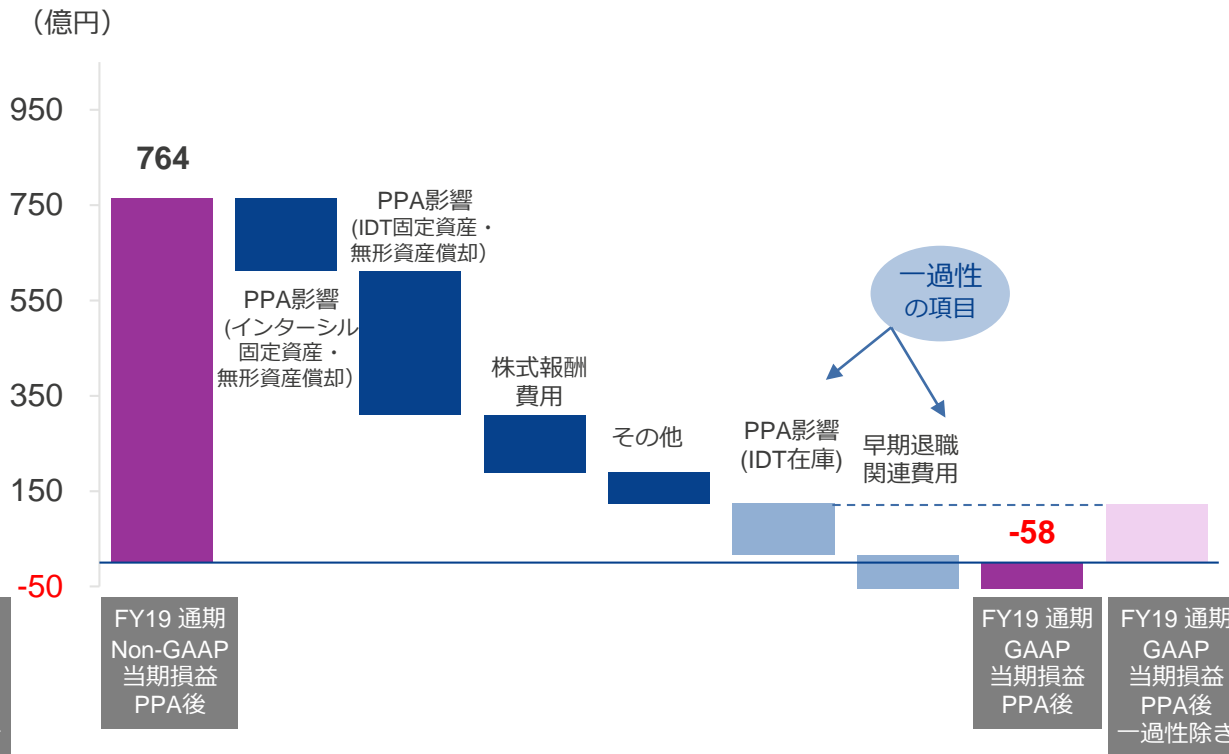 （億円）
950
750
550
350
150
-50
764
PPA影響
(IDT固定資産・
無形資産償却）
PPA影響
(インターシル
固定資産・
無形資産償却）
株式報酬
費用
その他
PPA影響
(IDT在庫)
早期退職
関連費用
一過性
の項目
-58
FY19 通期
Non-GAAP
当期損益
PPA後
FY19 通期
GAAP
当期損益
PPA後
FY19 通期
GAAP
当期損益
PPA後
一過性除き